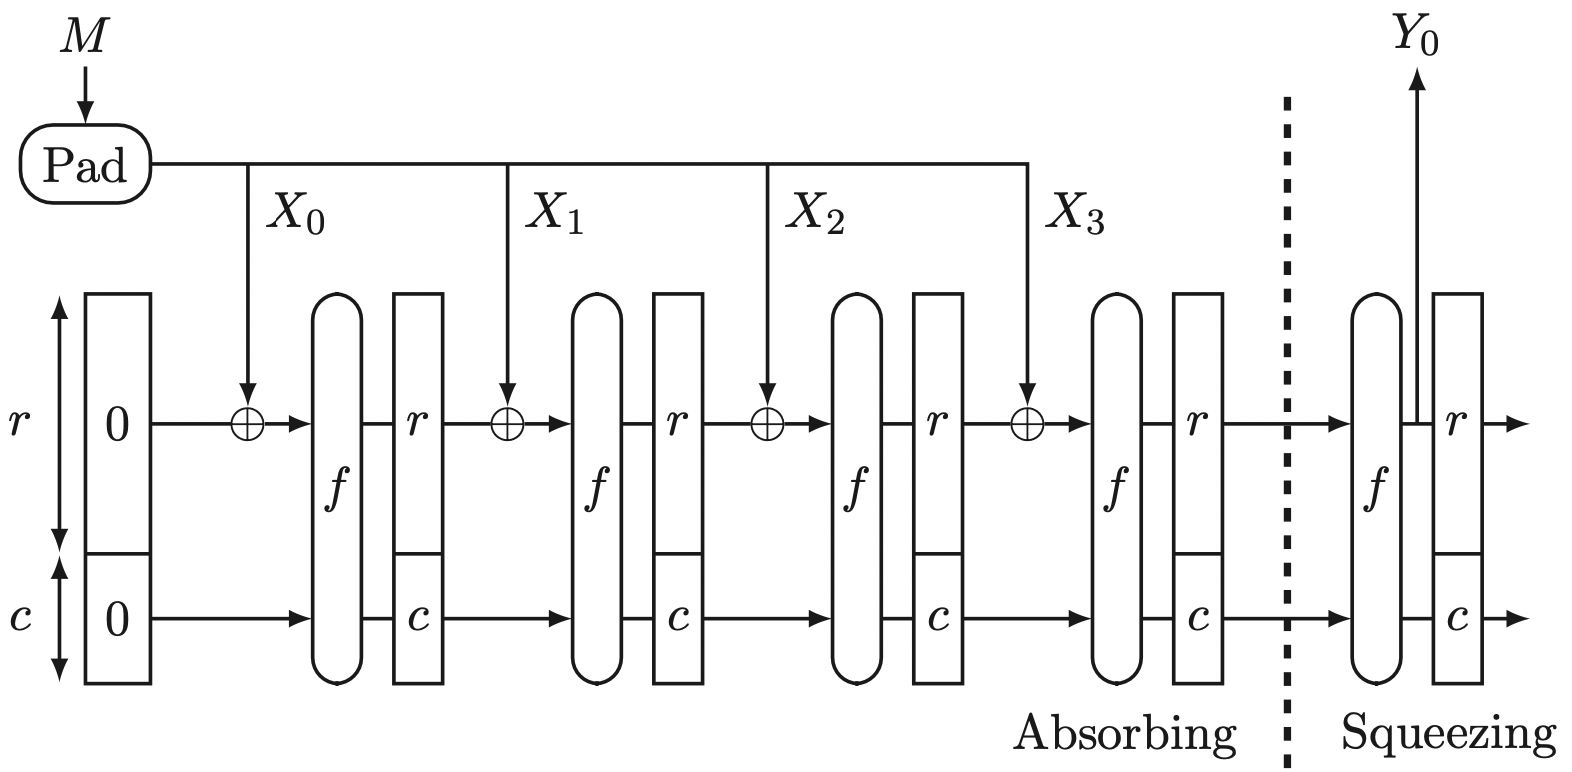 M
Y₀
Pad
X₀ X₁ X₂ X₃
r 0 r r r r r
f f f f f
c 0 c c c c c
Absorbing Squeezing